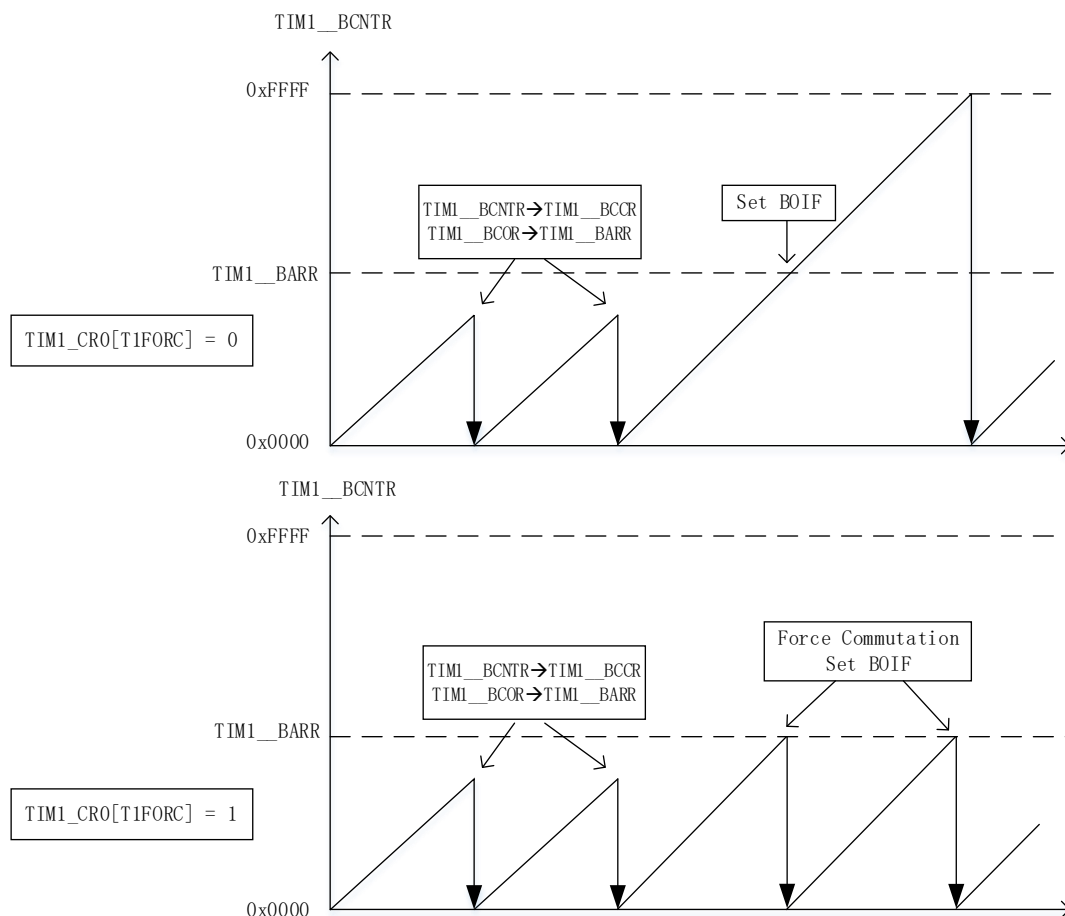 TIM1__BCNTR
0xFFFF
TIM1__BCNTR→TIM1__BCCR
TIM1__BCOR→TIM1__BARR
Set BOIF
TIM1__BARR
TIM1_CR0[T1FORC] = 0
0x0000
TIM1__BCNTR
0xFFFF
TIM1__BCNTR→TIM1__BCCR
TIM1__BCOR→TIM1__BARR
Force Commutation
Set BOIF
TIM1__BARR
TIM1_CR0[T1FORC] = 1
0x0000